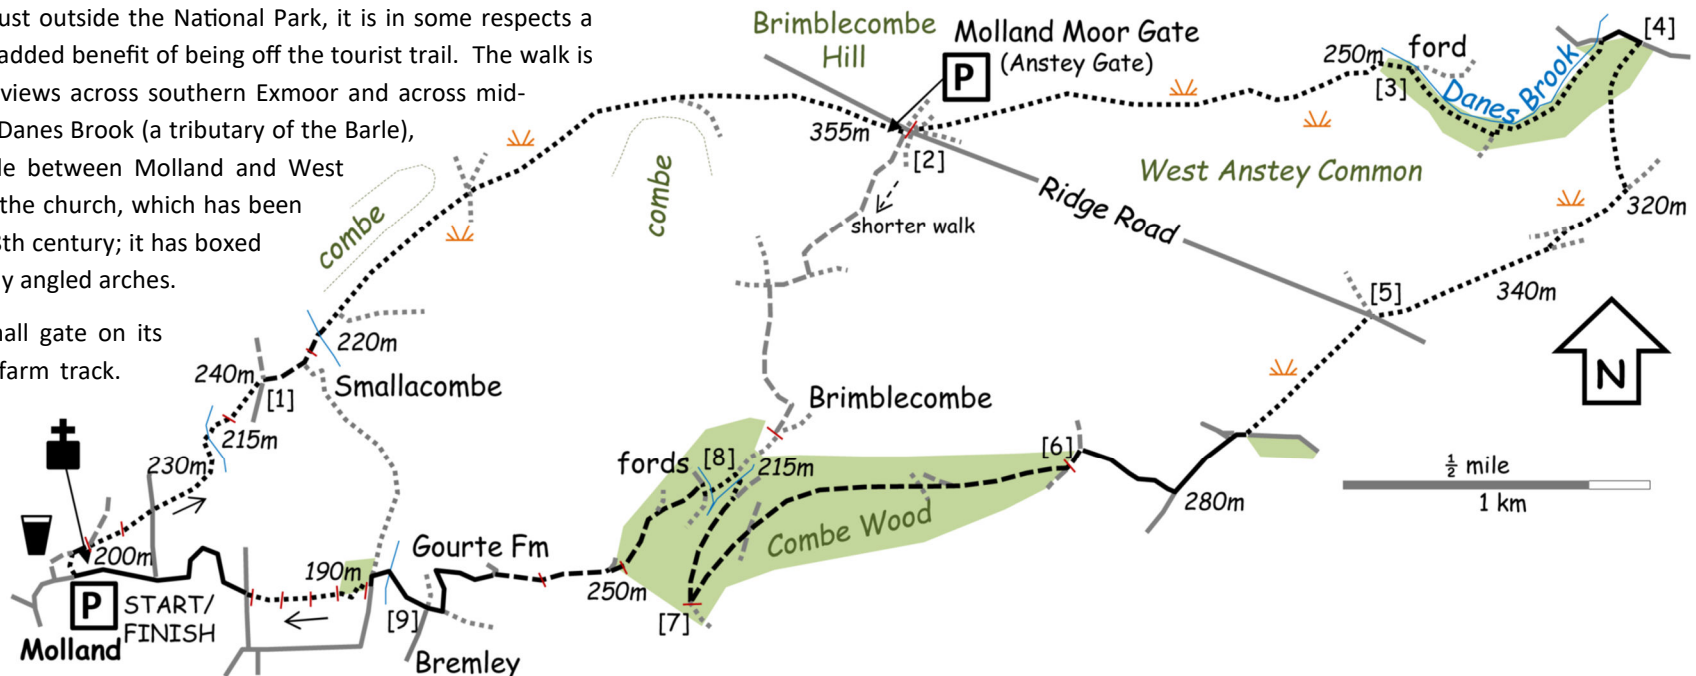 ust outside the National Park, it is in some respects a
added benefit of being off the tourist trail. The walk is
views across southern Exmoor and across mid-
Danes Brook (a tributary of the Barle),
le between Molland and West
the church, which has been
8th century; it has boxed
y angled arches.
all gate on its
farm track.
Brimblecombe
Hill
Molland Moor Gate
(Anstey Gate)
P
355m
[2]
shorter walk
Ridge Road
West Anstey Common
250m
ford
[3]
Danes Brook
[4]
320m
340m
[5]
N
½ mile
1 km
combe
combe
220m
Smallacombe
240m
[1]
215m
230m
200m
P
START/
FINISH
Molland
190m
Gourte Fm
[9]
Bremley
250m
fords
[8]
215m
Brimblecombe
Combe Wood
[7]
[6]
280m